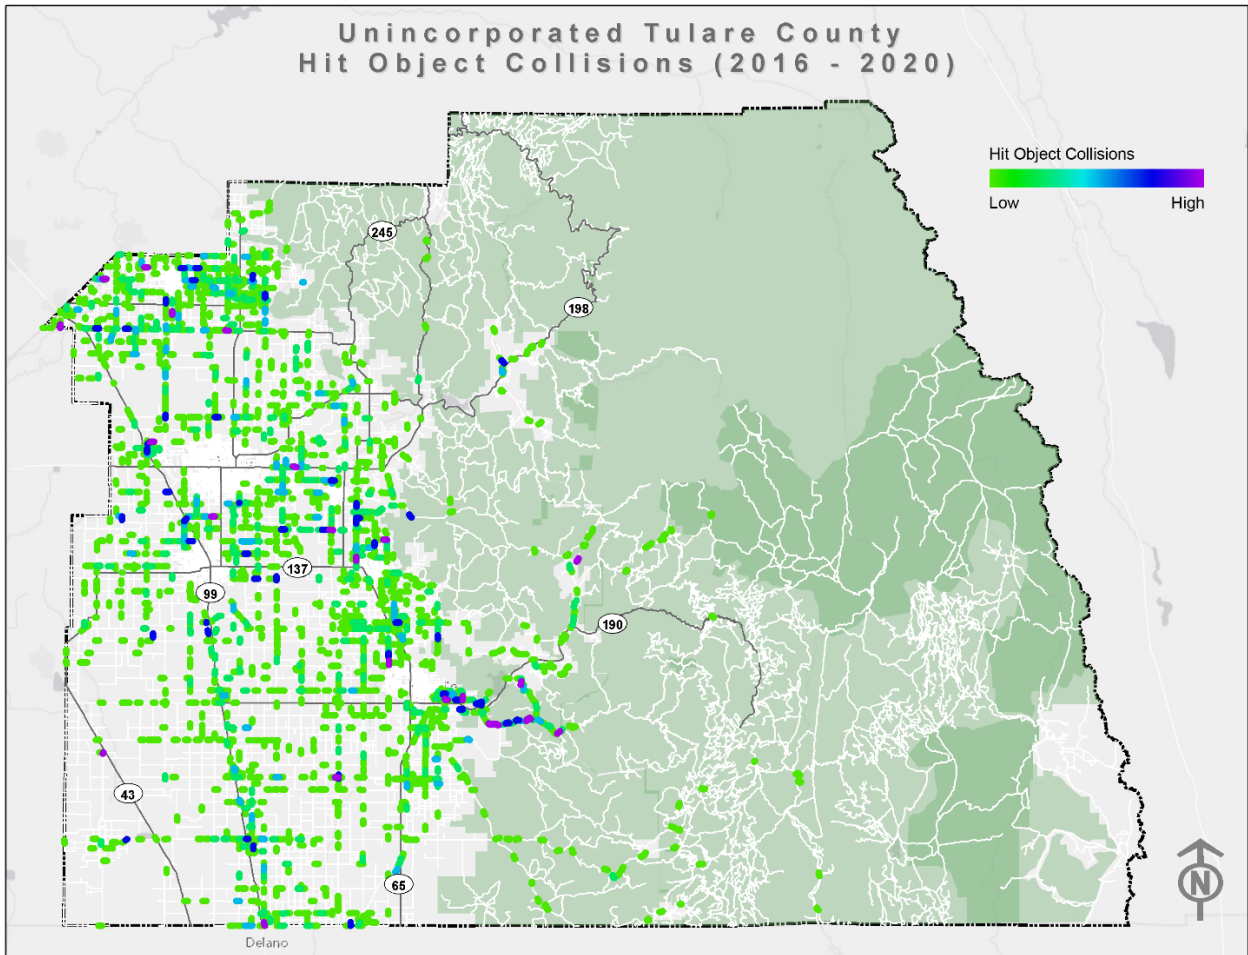 Unincorporated Tulare County
Hit Object Collisions (2016 - 2020)
Hit Object Collisions
Low High
245
198
137
99
190
43
65
N
Delano